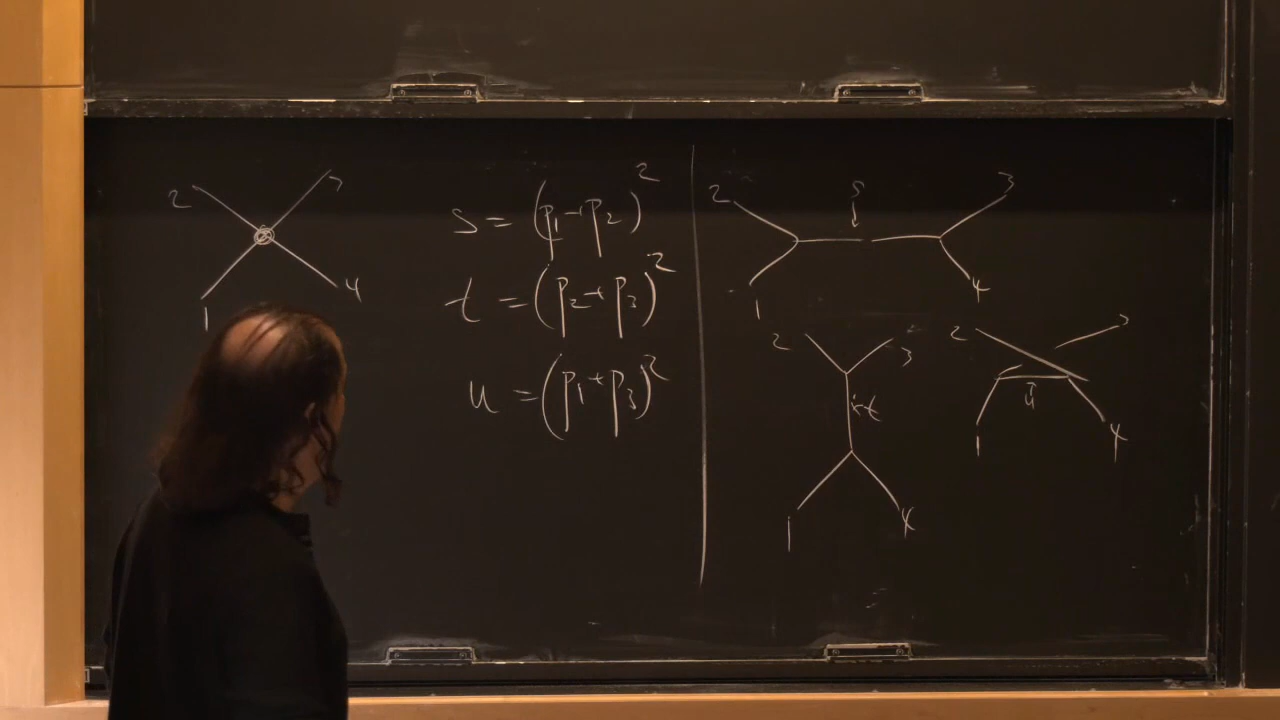 2 3
1 4
s = (p₁+p₂)²
t = (p₂+p₃)²
u = (p₁+p₃)²
2 s 3
1 4
2 3
t
1 4
2 3
u
1 4